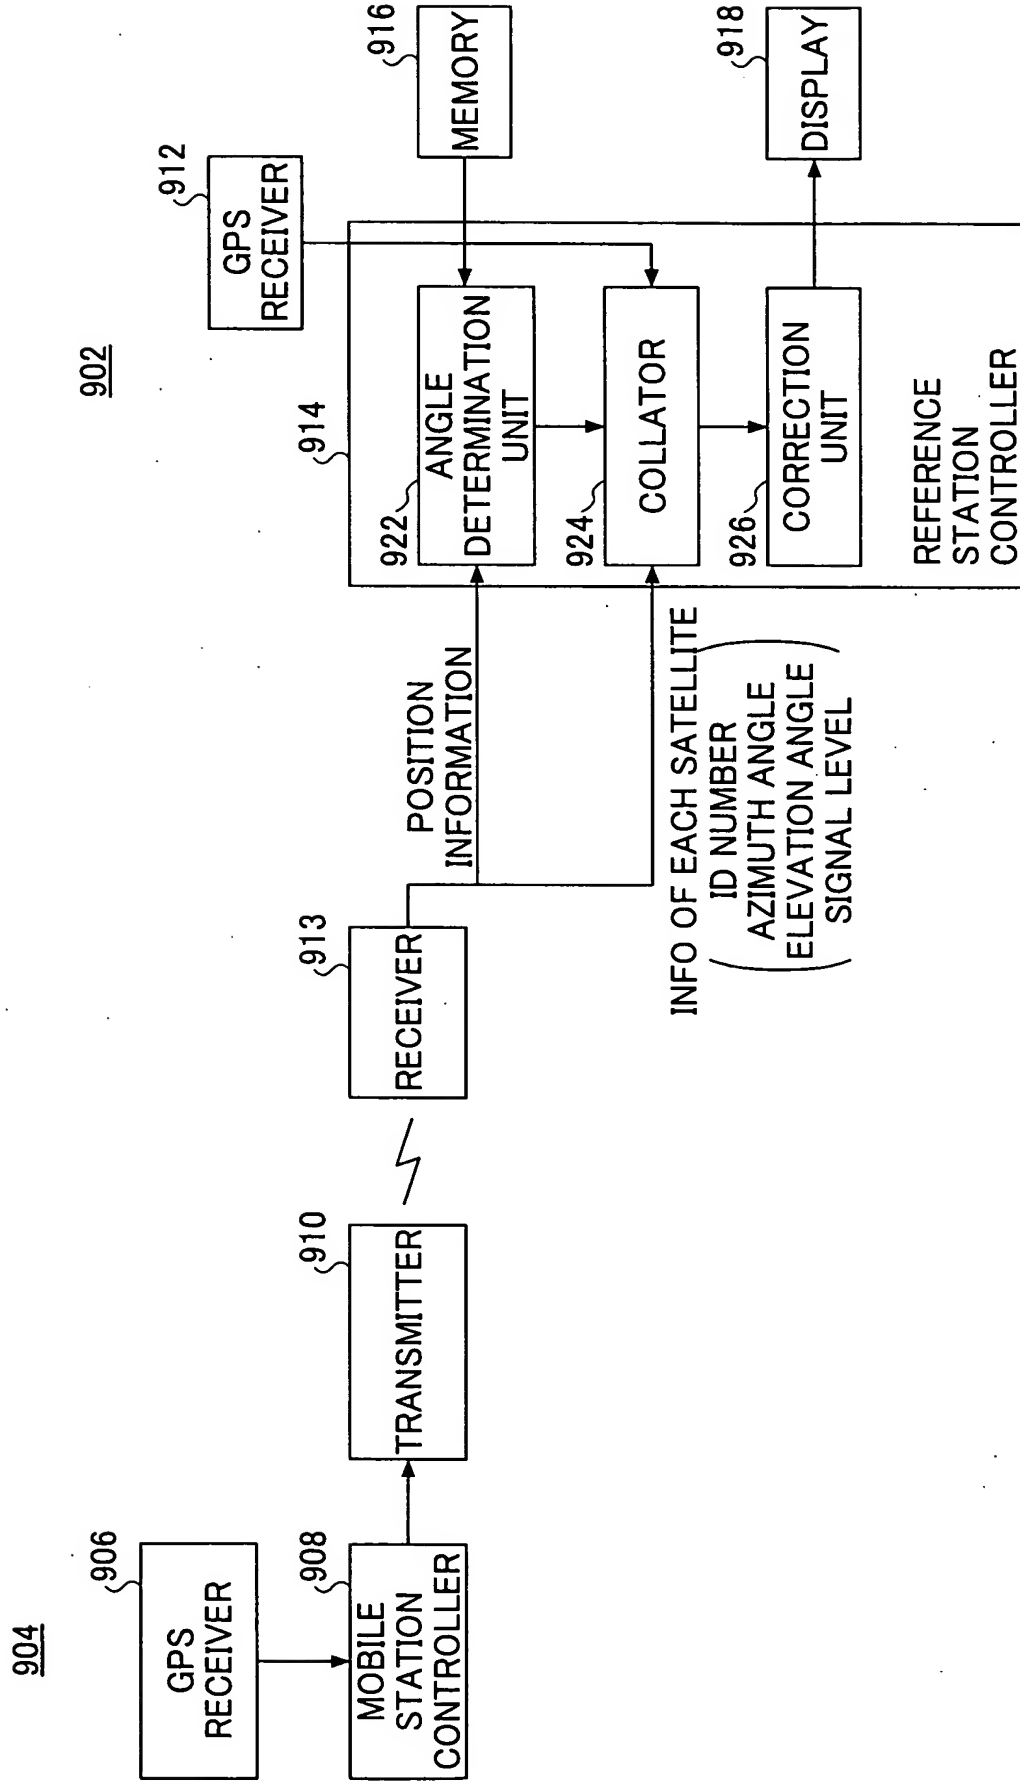 904
906
GPS
RECEIVER
908
MOBILE
STATION
CONTROLLER
910
TRANSMITTER
913
RECEIVER
POSITION
INFORMATION
INFO OF EACH SATELLITE
ID NUMBER
AZIMUTH ANGLE
ELEVATION ANGLE
SIGNAL LEVEL
902
912
GPS
RECEIVER
914
922
ANGLE
DETERMINATION
UNIT
924
COLLATOR
926
CORRECTION
UNIT
REFERENCE
STATION
CONTROLLER
916
MEMORY
918
DISPLAY